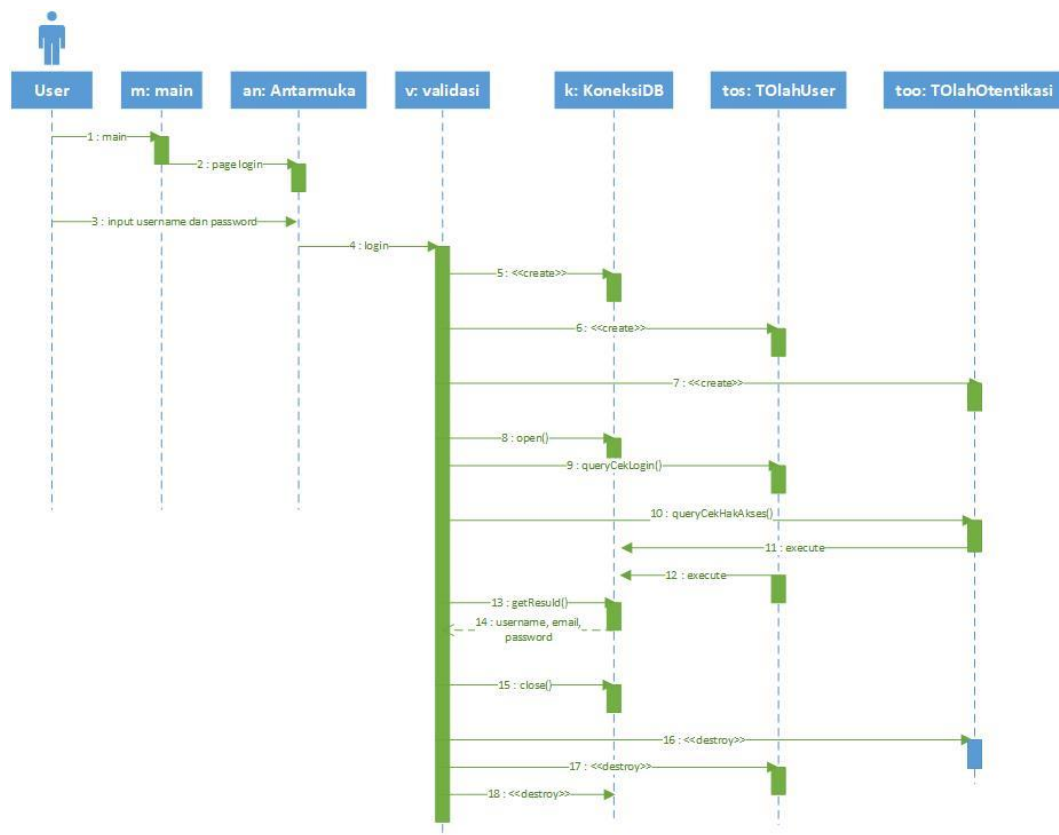 User
m: main
an: Antarmuka
v: validasi
k: KoneksiDB
tos: TOlahUser
too: TOlahOtentikasi
1 : main
2 : page login
3 : input username dan password
4 : login
5 : <<create>>
6 : <<create>>
7 : <<create>>
8 : open()
9 : queryCekLogin()
10 : queryCekHakAkses()
11 : execute
12 : execute
13 : getResuld()
14 : username, email,
password
15 : close()
16 : <<destroy>>
17 : <<destroy>>
18 : <<destroy>>